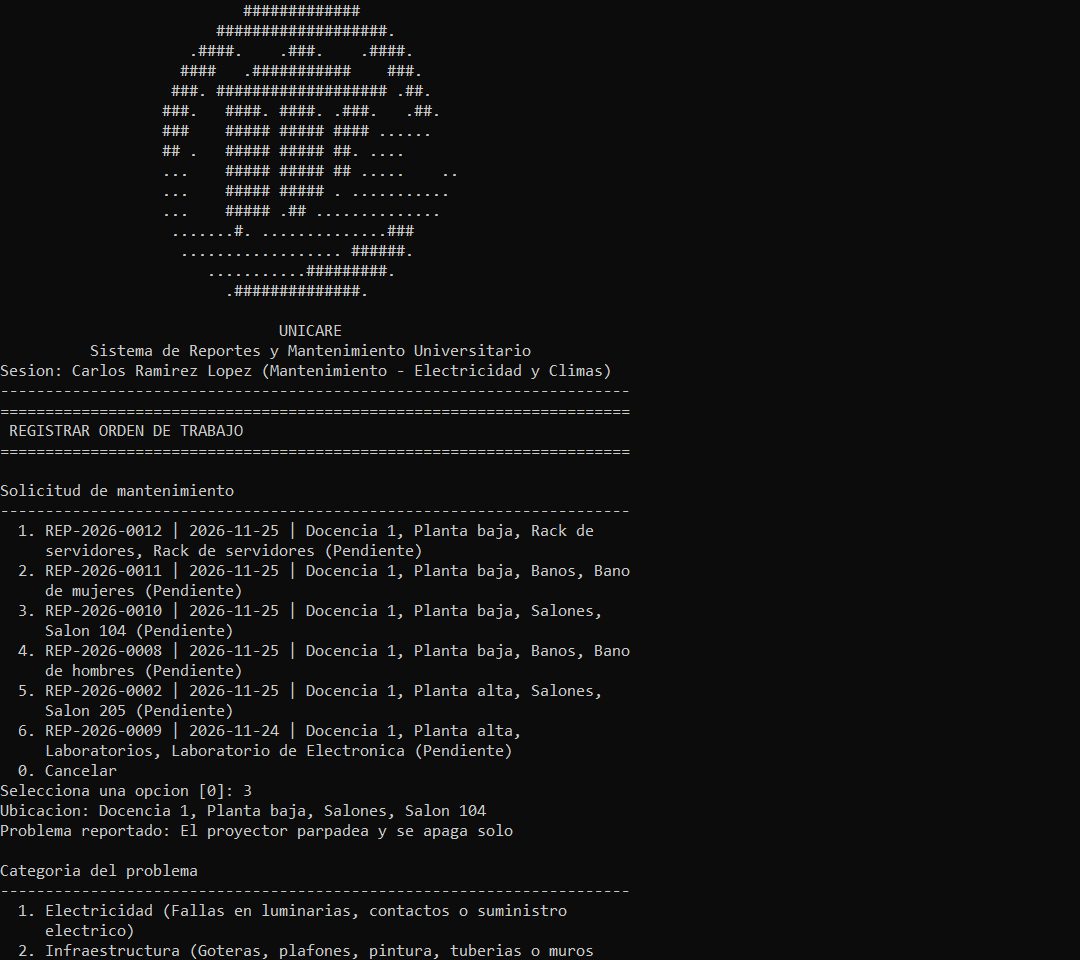 #############
                        ###################.
                     .####.    .###.    .####.
                    ####   .###########    ###.
                   ###. ################### .##.
                  ###.   ####. ####. .###.   .##.
                  ###    ##### ##### #### ......
                  ## .   ##### ##### ##. ....
                  ...    ##### ##### ## .....    ..
                  ...    ##### ##### . ...........
                  ...    ##### .## ..............
                   .......#. ..............###
                    .................. ######.
                       ...........#########.
                         .##############.
UNICARE
Sistema de Reportes y Mantenimiento Universitario
Sesion: Carlos Ramirez Lopez (Mantenimiento - Electricidad y Climas)
----------------------------------------------------------------------
======================================================================
REGISTRAR ORDEN DE TRABAJO
======================================================================
Solicitud de mantenimiento
----------------------------------------------------------------------
1. REP-2026-0012 | 2026-11-25 | Docencia 1, Planta baja, Rack de
servidores, Rack de servidores (Pendiente)
2. REP-2026-0011 | 2026-11-25 | Docencia 1, Planta baja, Banos, Bano
de mujeres (Pendiente)
3. REP-2026-0010 | 2026-11-25 | Docencia 1, Planta baja, Salones,
Salon 104 (Pendiente)
4. REP-2026-0008 | 2026-11-25 | Docencia 1, Planta baja, Banos, Bano
de hombres (Pendiente)
5. REP-2026-0002 | 2026-11-25 | Docencia 1, Planta alta, Salones,
Salon 205 (Pendiente)
6. REP-2026-0009 | 2026-11-24 | Docencia 1, Planta alta,
Laboratorios, Laboratorio de Electronica (Pendiente)
0. Cancelar
Selecciona una opcion [0]: 3
Ubicacion: Docencia 1, Planta baja, Salones, Salon 104
Problema reportado: El proyector parpadea y se apaga solo
Categoria del problema
----------------------------------------------------------------------
1. Electricidad (Fallas en luminarias, contactos o suministro
electrico)
2. Infraestructura (Goteras, plafones, pintura, tuberias o muros